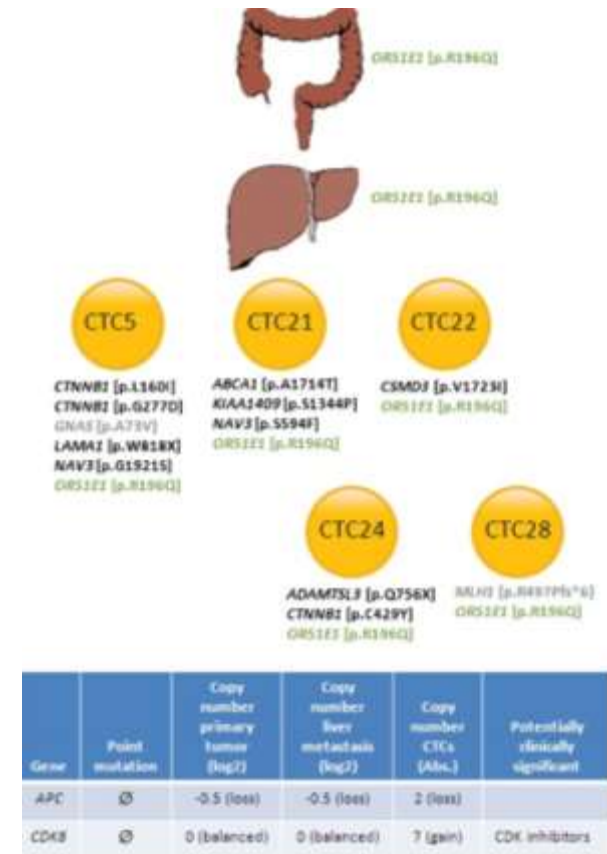 OR51E1 [p.R196Q]
OR51E1 [p.R196Q]
CTC5
CTC21
CTC22
CTNNB1 [p.L160I]
CTNNB1 [p.G277D]
GNAS [p.A73V]
LAMA1 [p.W818X]
NAV3 [p.G1921S]
OR51E1 [p.R196Q]
ABCA1 [p.A1714T]
KIAA1409 [p.S1344P]
NAV3 [p.S594F]
OR51E1 [p.R196Q]
CSMD3 [p.V1723I]
OR51E1 [p.R196Q]
CTC24
CTC28
ADAMTSL3 [p.Q756X]
CTNNB1 [p.C429Y]
OR51E1 [p.R196Q]
MLH1 [p.R497Pfs*6]
OR51E1 [p.R196Q]
Gene
Point
mutation
Copy
number
primary
tumor
(log2)
Copy
number
liver
metastasis
(log2)
Copy
number
CTCs
(Abs.)
Potentially
clinically
significant
APC
Ø
-0.5 (loss)
-0.5 (loss)
2 (loss)
CDK8
Ø
0 (balanced)
0 (balanced)
7 (gain)
CDK inhibitors